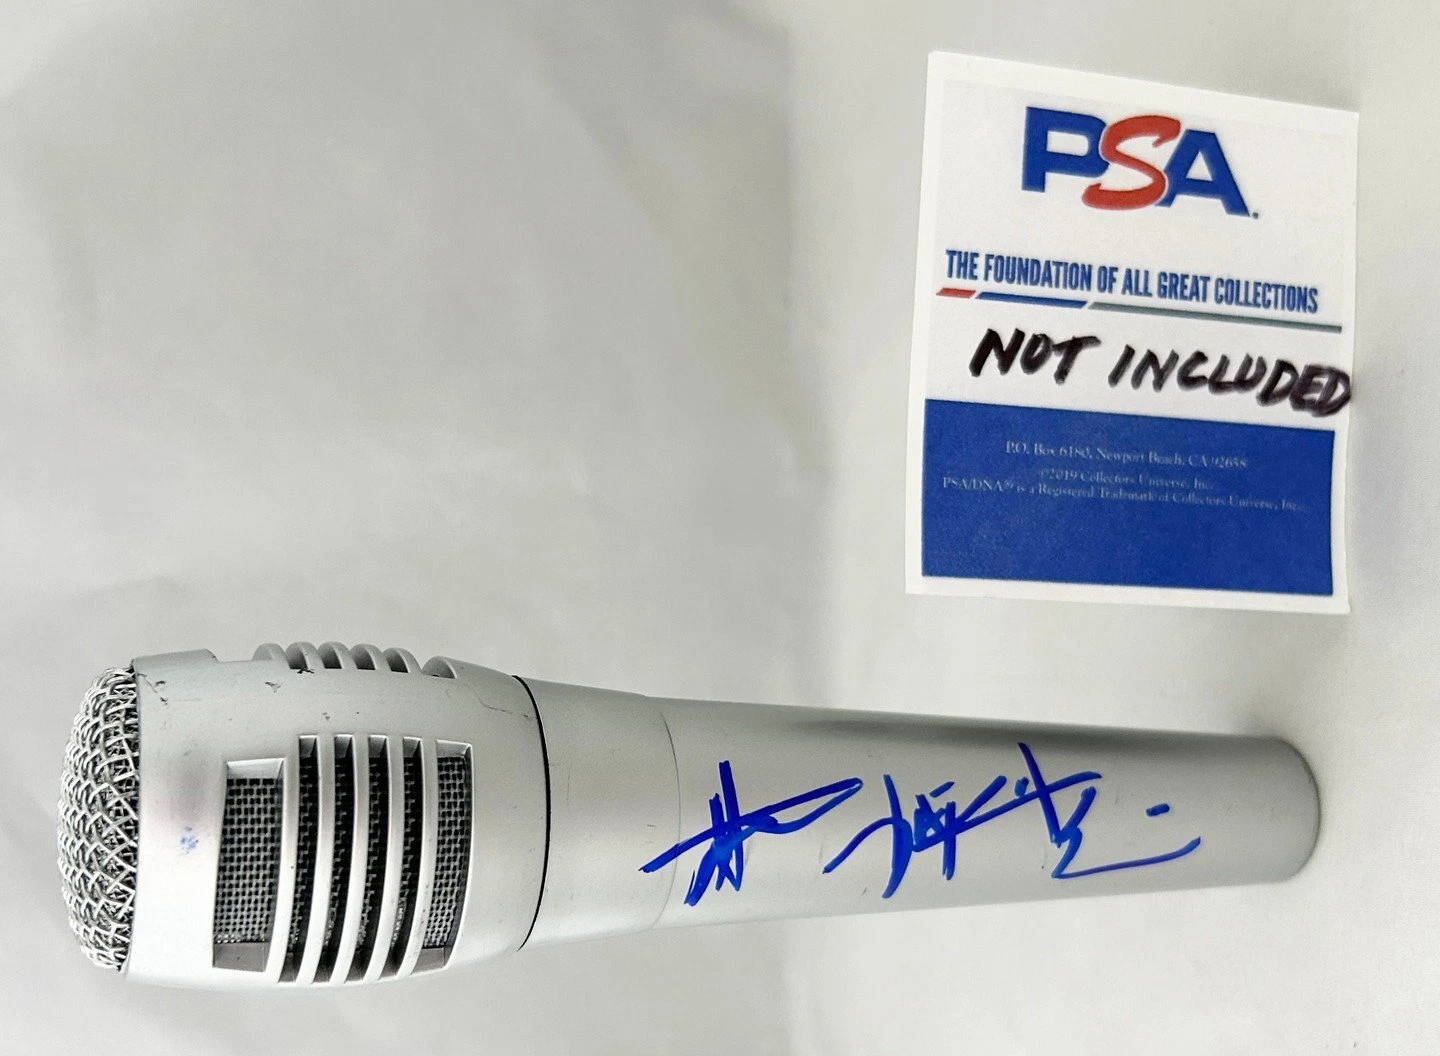 PSA
THE FOUNDATION OF ALL GREAT COLLECTIONS
NOT INCLUDED
P.O. Box 6180, Newport Beach, CA 92658
©2019 Collectors Universe, Inc.
PSA/DNA® is a Registered Trademark of Collectors Universe, Inc.